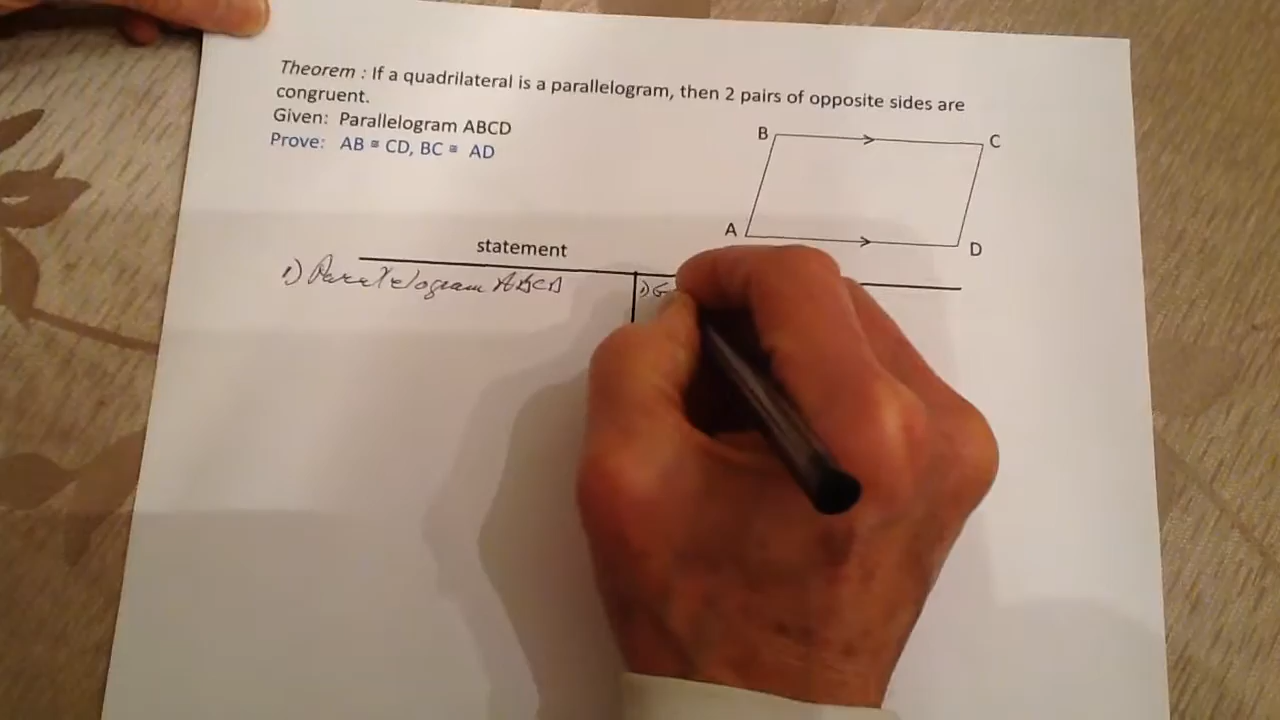 Theorem : If a quadrilateral is a parallelogram, then 2 pairs of opposite sides are
congruent.
Given: Parallelogram ABCD
Prove: AB ≅ CD, BC ≅ AD
B
C
A
D
statement
1) Parallelogram ABCD
1) G